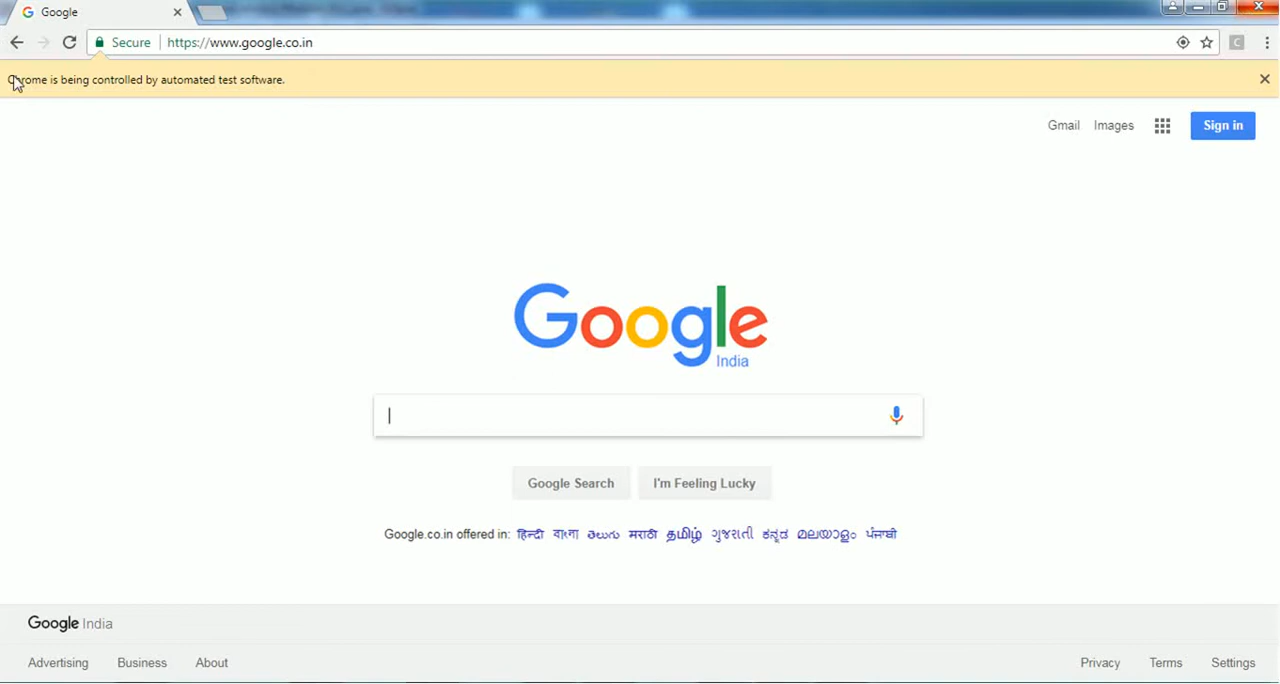 Google
Secure https://www.google.co.in
Chrome is being controlled by automated test software.
Gmail Images Sign in
Google
India
Google Search I'm Feeling Lucky
Google.co.in offered in: हिन्दी বাংলা తెలుగు मराठी தமிழ் ગુજરાતી ಕನ್ನಡ മലയാളം ਪੰਜਾਬੀ
Google India
Advertising Business About Privacy Terms Settings